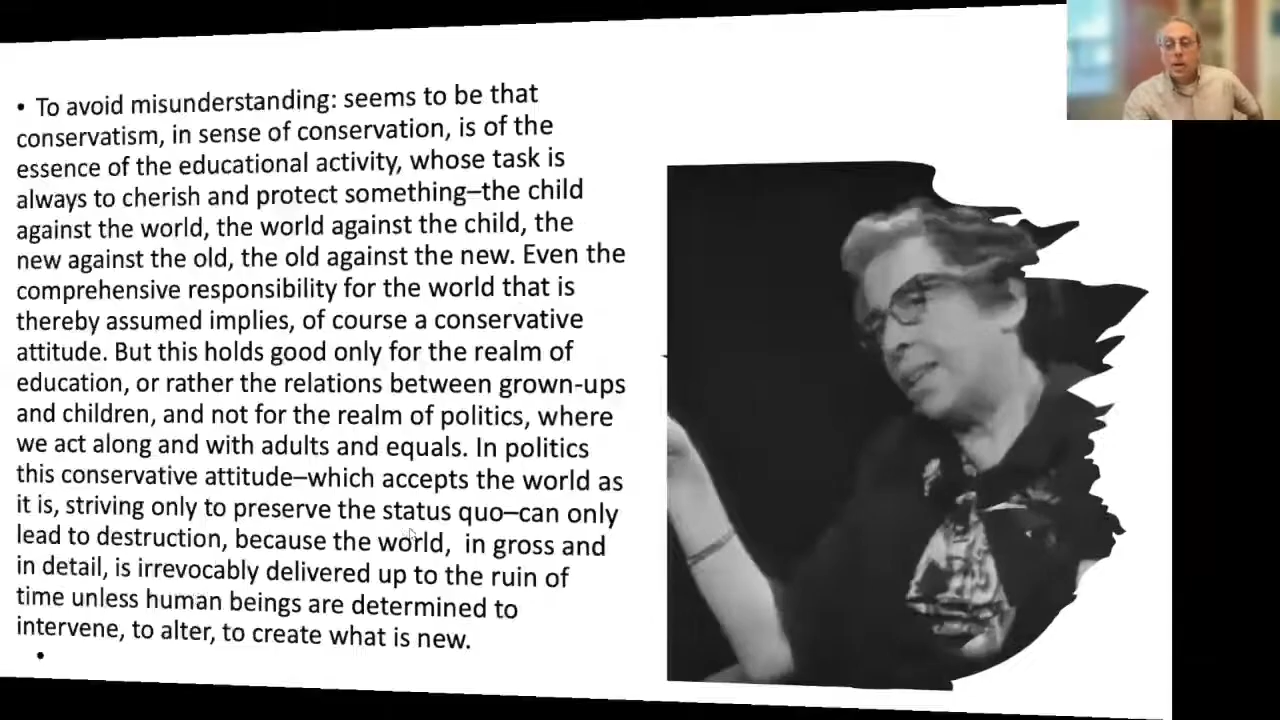 • To avoid misunderstanding: seems to be that
conservatism, in sense of conservation, is of the
essence of the educational activity, whose task is
always to cherish and protect something–the child
against the world, the world against the child, the
new against the old, the old against the new. Even the
comprehensive responsibility for the world that is
thereby assumed implies, of course a conservative
attitude. But this holds good only for the realm of
education, or rather the relations between grown-ups
and children, and not for the realm of politics, where
we act along and with adults and equals. In politics
this conservative attitude–which accepts the world as
it is, striving only to preserve the status quo–can only
lead to destruction, because the world, in gross and
in detail, is irrevocably delivered up to the ruin of
time unless human beings are determined to
intervene, to alter, to create what is new.
•